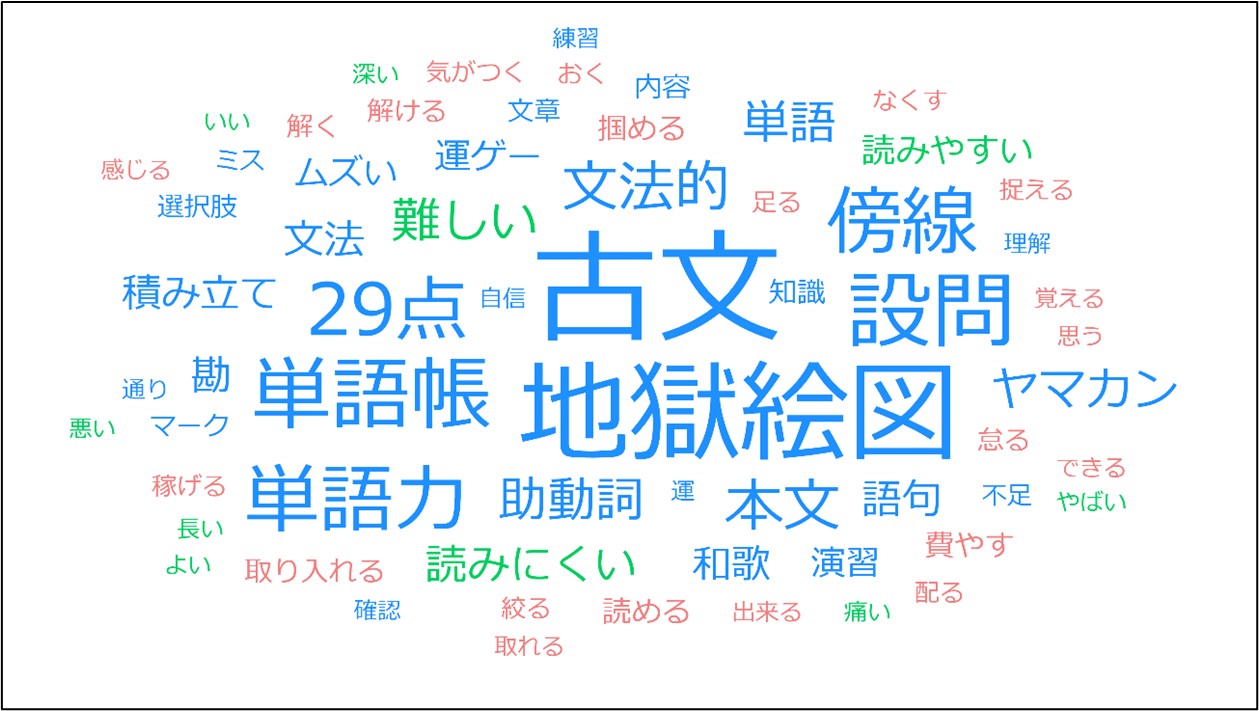 練習
深い
気がつく
おく
内容
いい
解く
解ける
文章
掴める
単語
なくす
読みやすい
感じる
ミス
ムズい
運ゲー
文法的
足る
傍線
捉える
選択肢
文法
難しい
理解
積み立て
29点
自信
古文
知識
設問
覚える
思う
通り
勘
単語帳
地獄絵図
ヤマカン
悪い
マーク
怠る
できる
稼げる
単語力
助動詞
運
本文
語句
不足
やばい
長い
よい
取り入れる
読みにくい
和歌
演習
費やす
確認
絞る
読める
出来る
痛い
配る
取れる